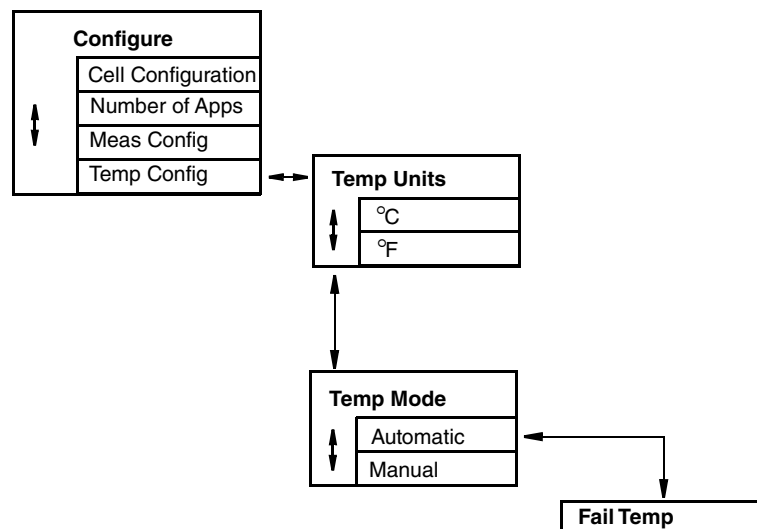 Configure
Cell Configuration
Number of Apps
Meas Config
Temp Config
Temp Units
°C
°F
Temp Mode
Automatic
Manual
Fail Temp